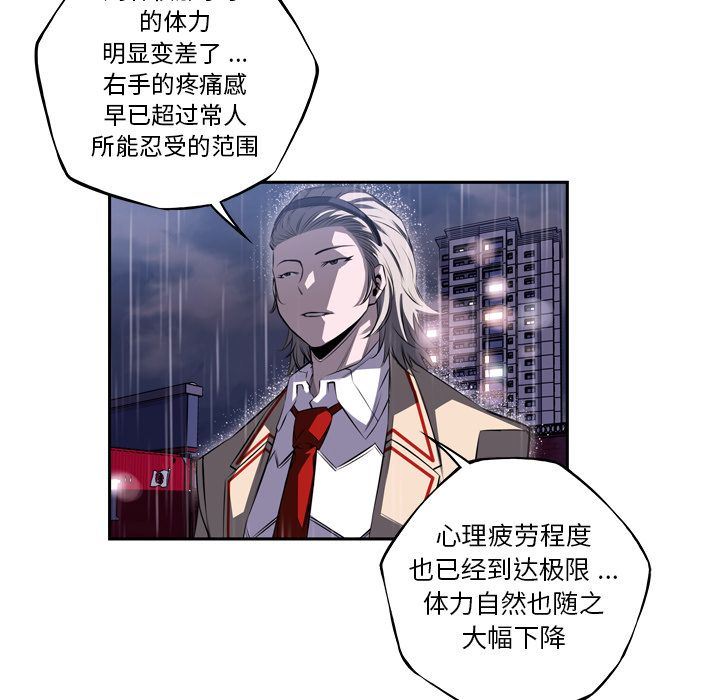 的体力
明显变差了 ...
右手的疼痛感
早已超过常人
所能忍受的范围
心理疲劳程度
也已经到达极限 ...
体力自然也随之
大幅下降